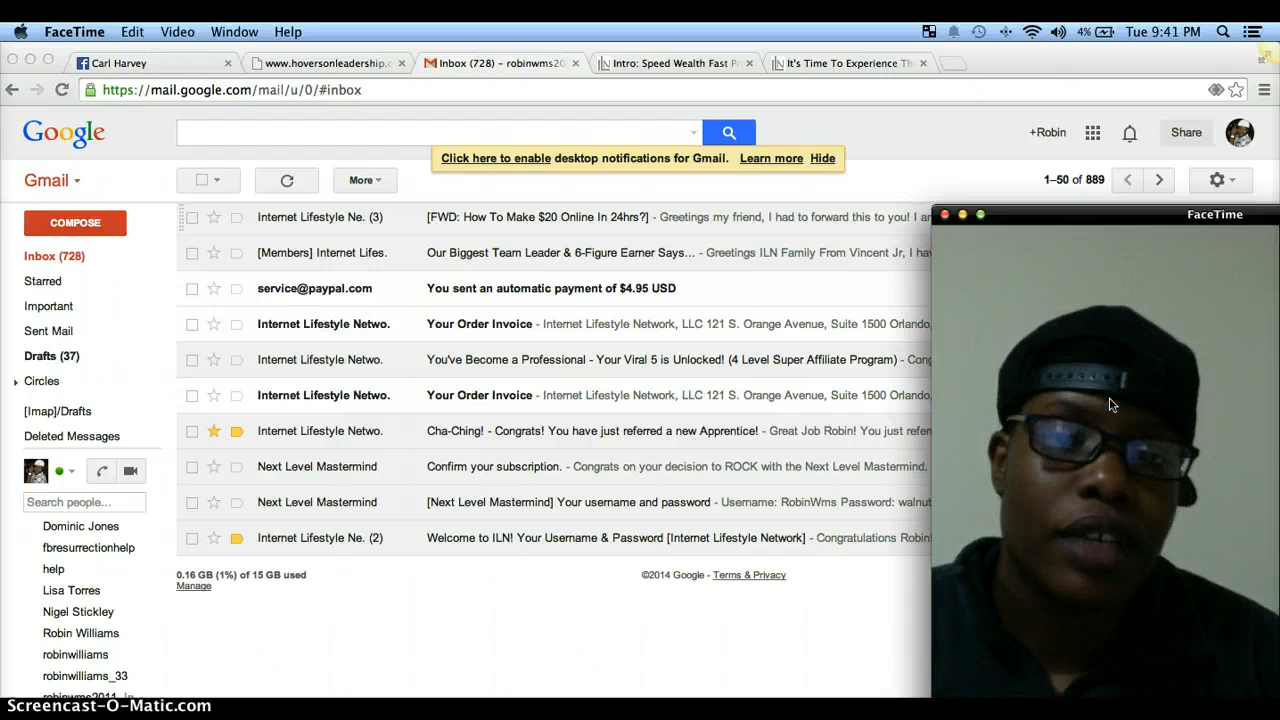 FaceTime Edit Video Window Help 4% Tue 9:41 PM
Carl Harvey www.hoversonleadership. Inbox (728) – robinwms20 Intro: Speed Wealth Fast P It's Time To Experience Th
https://mail.google.com/mail/u/0/#inbox
Google +Robin Share
Click here to enable desktop notifications for Gmail. Learn more Hide
Gmail More 1–50 of 889
COMPOSE
Inbox (728)
Starred
Important
Sent Mail
Drafts (37)
Circles
[Imap]/Drafts
Deleted Messages
Search people...
Dominic Jones
fbresurrectionhelp
help
Lisa Torres
Nigel Stickley
Robin Williams
robinwilliams
robinwilliams_33
Internet Lifestyle Ne. (3) [FWD: How To Make $20 Online In 24hrs?] - Greetings my friend, I had to forward this to you! I ar
[Members] Internet Lifes. Our Biggest Team Leader & 6-Figure Earner Says... - Greetings ILN Family From Vincent Jr, I ha
service@paypal.com You sent an automatic payment of $4.95 USD
Internet Lifestyle Netwo. Your Order Invoice - Internet Lifestyle Network, LLC 121 S. Orange Avenue, Suite 1500 Orlando,
Internet Lifestyle Netwo. You've Become a Professional - Your Viral 5 is Unlocked! (4 Level Super Affiliate Program) - Cong
Internet Lifestyle Netwo. Your Order Invoice - Internet Lifestyle Network, LLC 121 S. Orange Avenue, Suite 1500 Orlando,
Internet Lifestyle Netwo. Cha-Ching! - Congrats! You have just referred a new Apprentice! - Great Job Robin! You just refer
Next Level Mastermind Confirm your subscription. - Congrats on your decision to ROCK with the Next Level Mastermind.
Next Level Mastermind [Next Level Mastermind] Your username and password - Username: RobinWms Password: walnut
Internet Lifestyle Ne. (2) Welcome to ILN! Your Username & Password [Internet Lifestyle Network] - Congratulations Robin!
0.16 GB (1%) of 15 GB used
Manage
©2014 Google - Terms & Privacy
FaceTime
Screencast-O-Matic.com